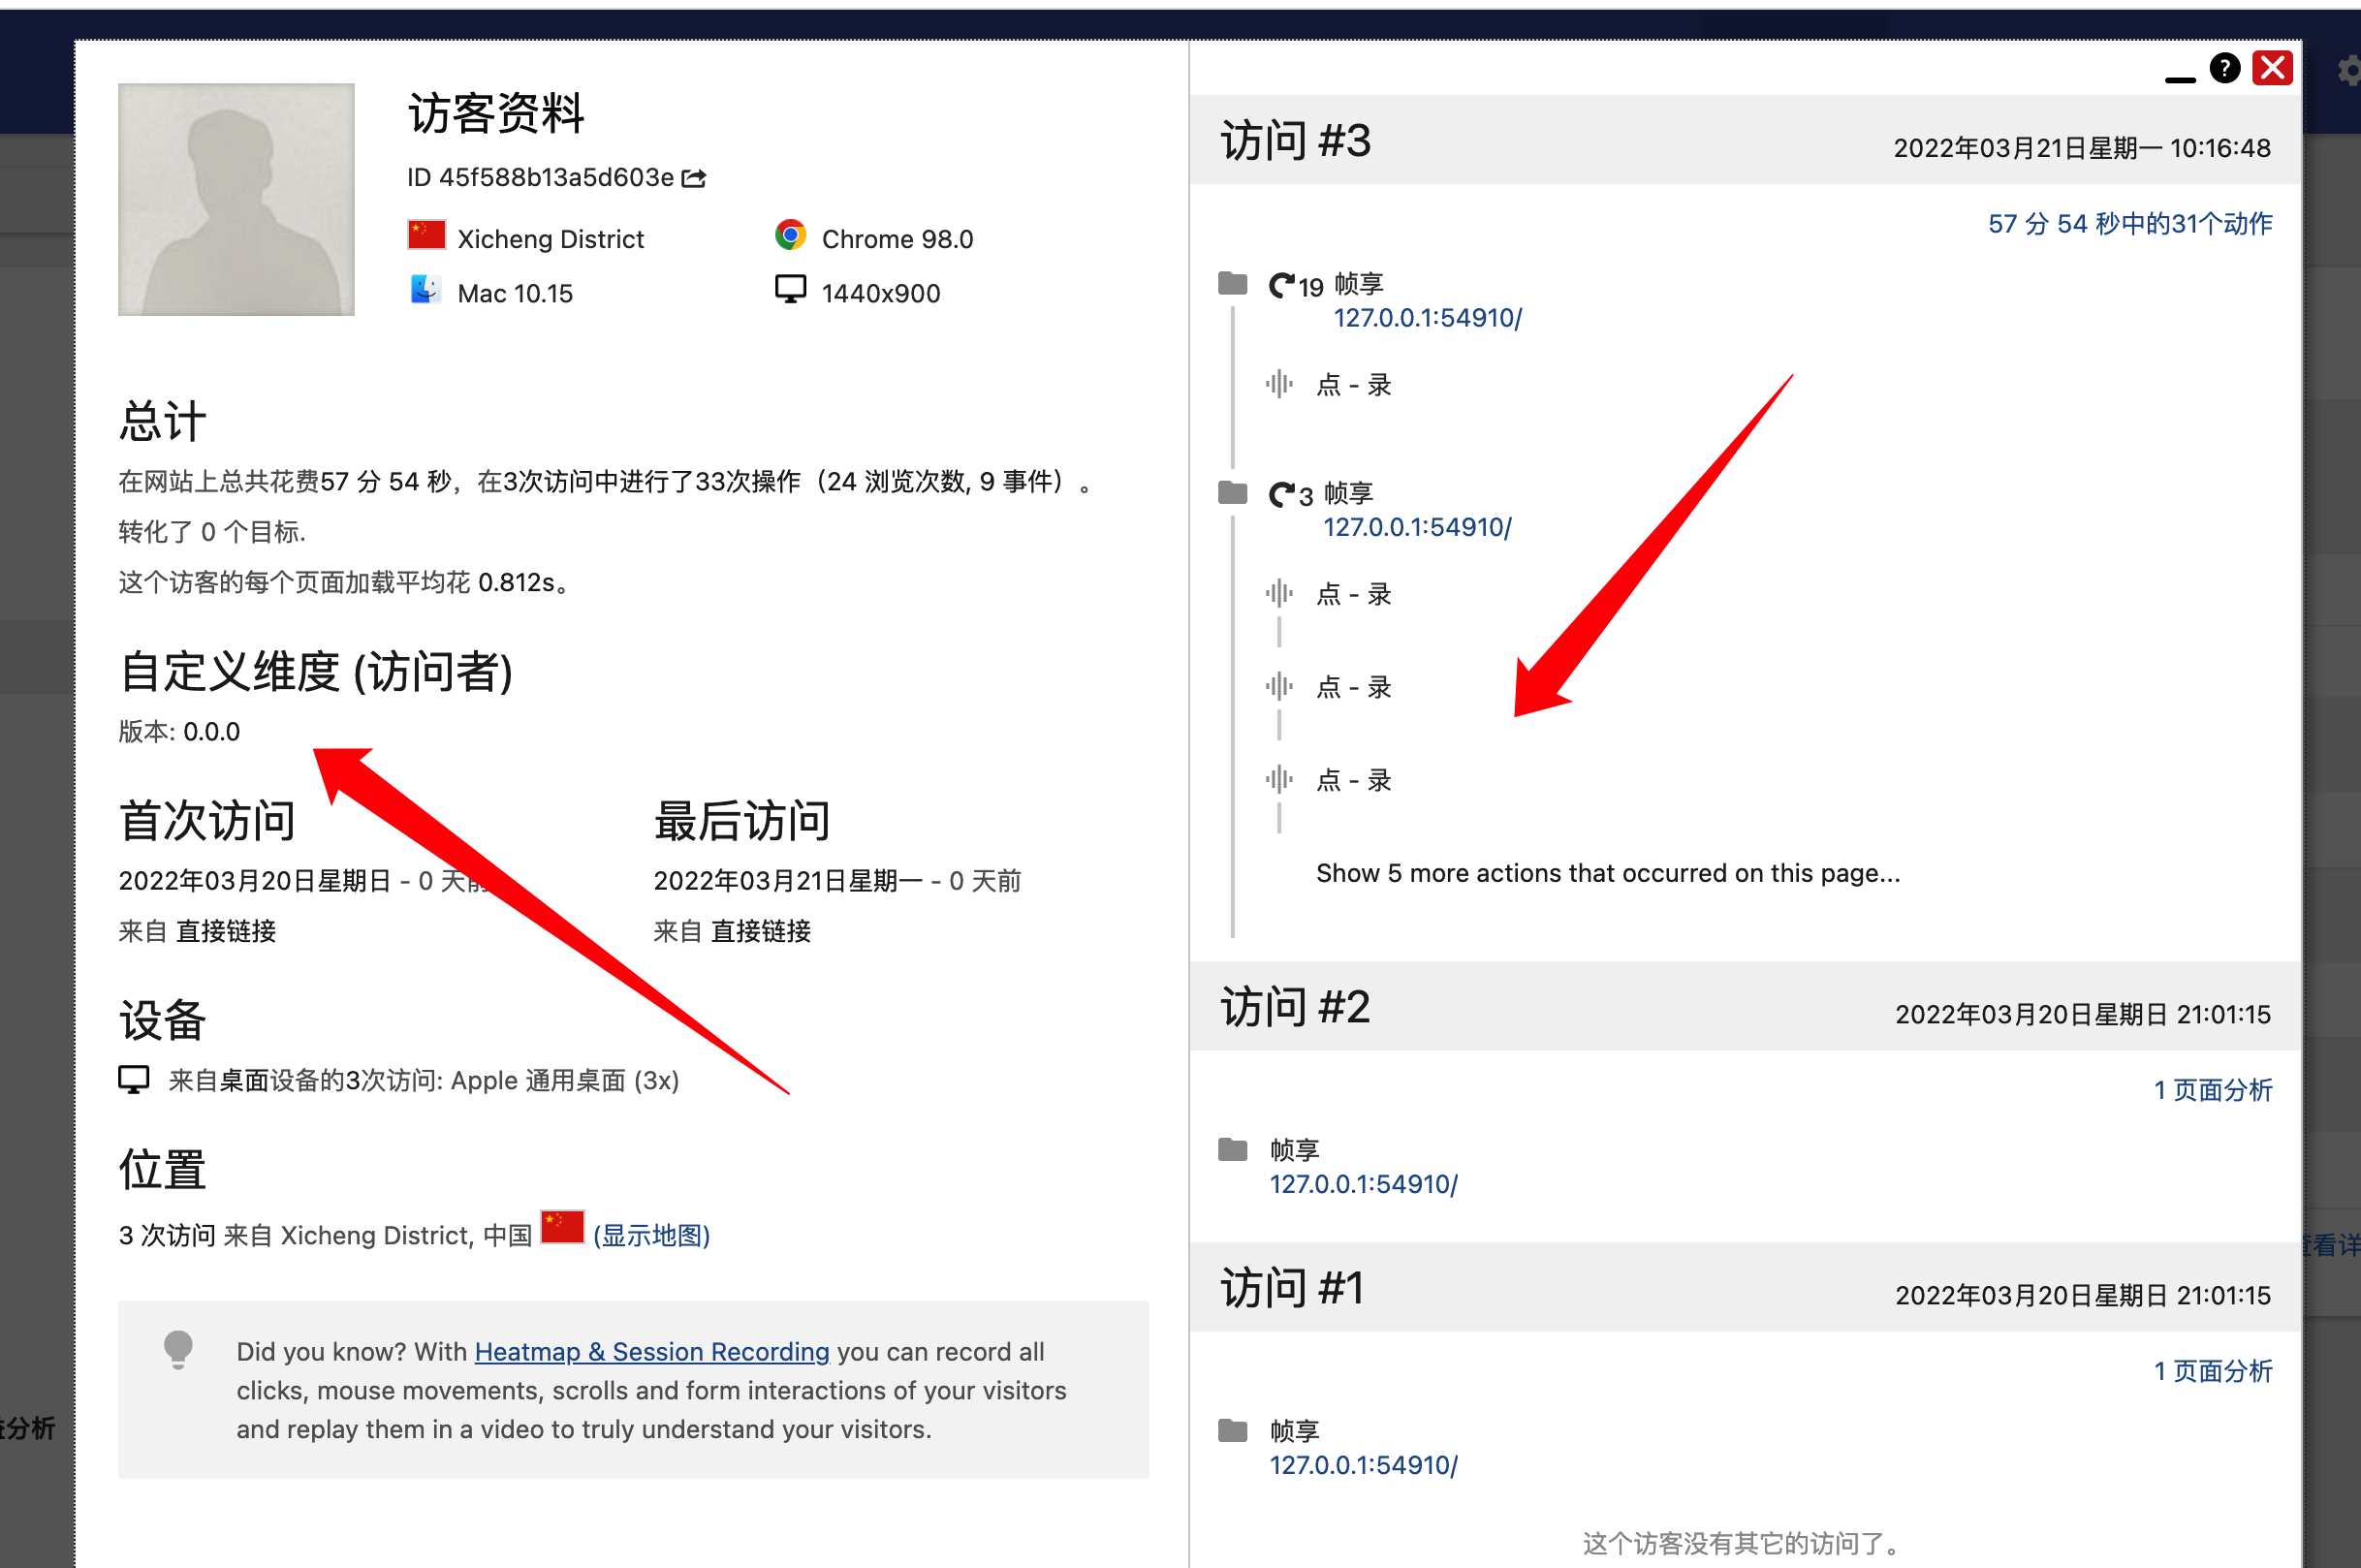 访客资料
ID 45f588b13a5d603e
Xicheng District
Chrome 98.0
Mac 10.15
1440x900
总计
在网站上总共花费57 分 54 秒，在3次访问中进行了33次操作（24 浏览次数, 9 事件）。
转化了 0 个目标.
这个访客的每个页面加载平均花 0.812s。
自定义维度 (访问者)
版本: 0.0.0
首次访问
2022年03月20日星期日 - 0 天前
来自 直接链接
最后访问
2022年03月21日星期一 - 0 天前
来自 直接链接
设备
来自桌面设备的3次访问: Apple 通用桌面 (3x)
位置
3 次访问 来自 Xicheng District, 中国 (显示地图)
Did you know? With Heatmap & Session Recording you can record all
clicks, mouse movements, scrolls and form interactions of your visitors
and replay them in a video to truly understand your visitors.
访问 #3
2022年03月21日星期一 10:16:48
57 分 54 秒中的31个动作
19 帧享
127.0.0.1:54910/
点 - 录
3 帧享
127.0.0.1:54910/
点 - 录
点 - 录
点 - 录
Show 5 more actions that occurred on this page...
访问 #2
2022年03月20日星期日 21:01:15
1 页面分析
帧享
127.0.0.1:54910/
访问 #1
2022年03月20日星期日 21:01:15
1 页面分析
帧享
127.0.0.1:54910/
这个访客没有其它的访问了。
分析
看详